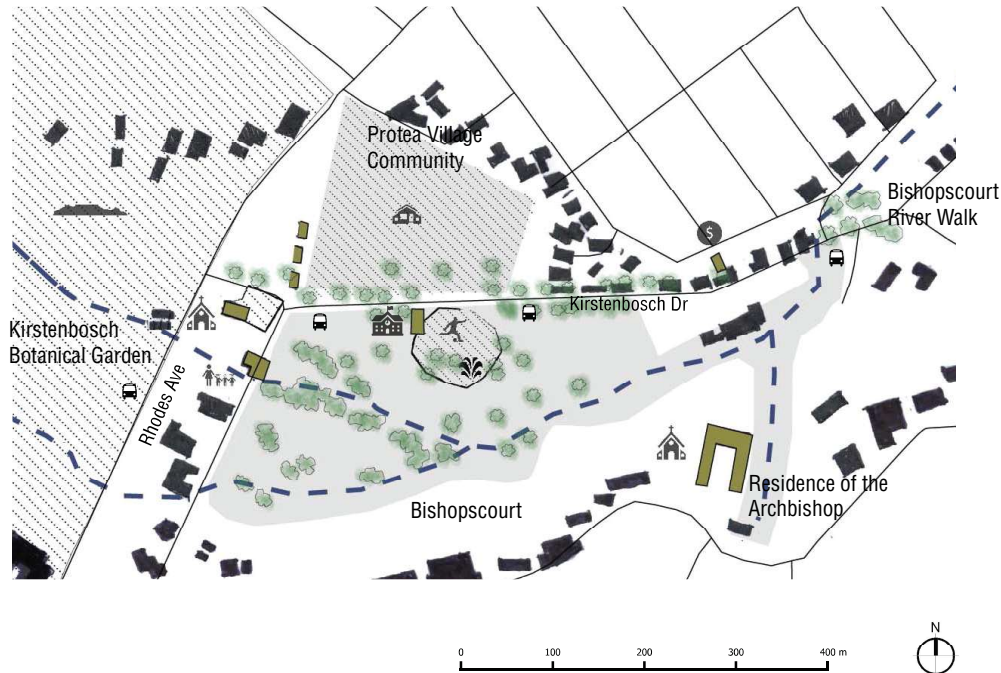 Protea Village
Community
$
Bishopscourt
River Walk
Kirstenbosch Dr
Kirstenbosch
Botanical Garden
Rhodes Ave
Residence of the
Archbishop
Bishopscourt
N
0 100 200 300 400 m